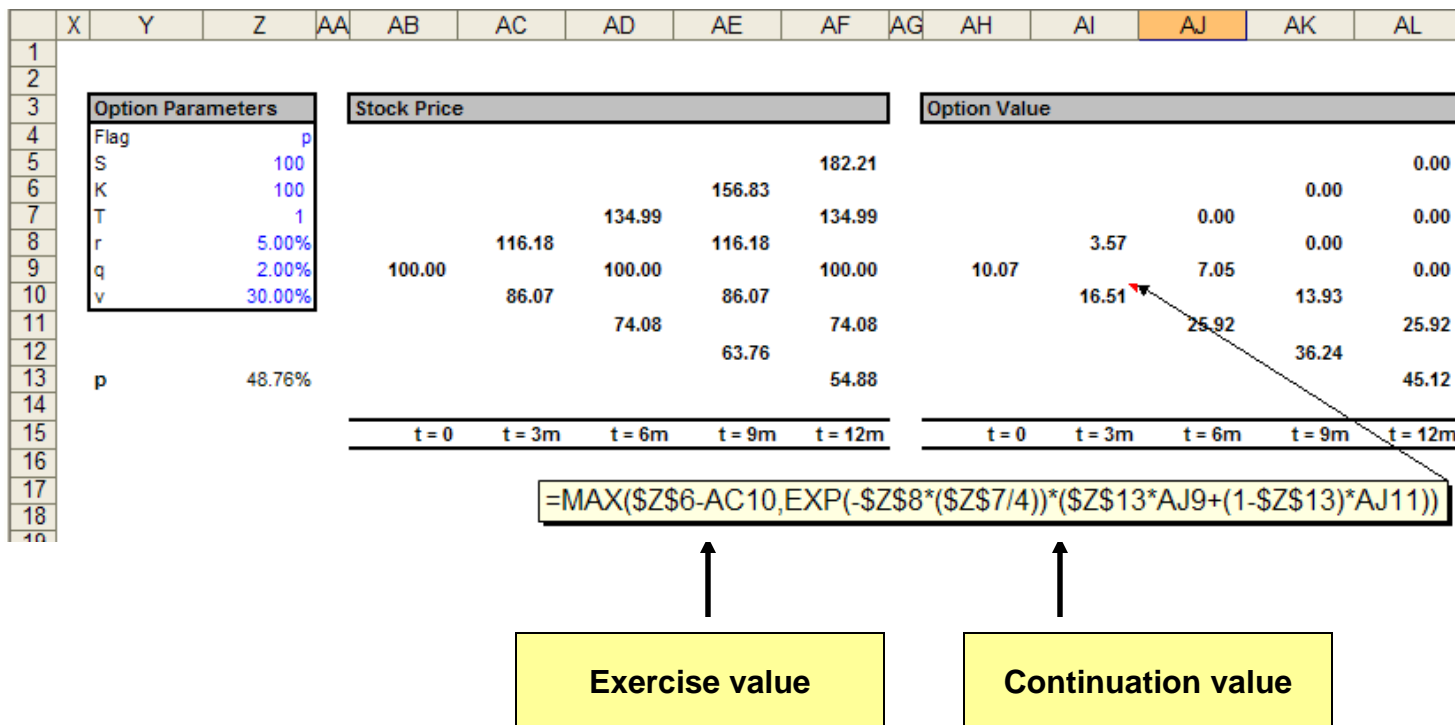 X Y Z AA AB AC AD AE AF AG AH AI AJ AK AL
1
2
3 Option Parameters Stock Price Option Value
4 Flag p
5 S 100 182.21 0.00
6 K 100 156.83 0.00
7 T 1 134.99 134.99 0.00 0.00
8 r 5.00% 116.18 116.18 3.57 0.00
9 q 2.00% 100.00 100.00 100.00 10.07 7.05 0.00
10 v 30.00% 86.07 86.07 16.51 13.93
11 74.08 74.08 25.92 25.92
12 63.76 36.24
13 p 48.76% 54.88 45.12
14
15 t = 0 t = 3m t = 6m t = 9m t = 12m t = 0 t = 3m t = 6m t = 9m t = 12m
16
17
=MAX($Z$6-AC10,EXP(-$Z$8*($Z$7/4))*($Z$13*AJ9+(1-$Z$13)*AJ11))
18
19
Exercise value Continuation value